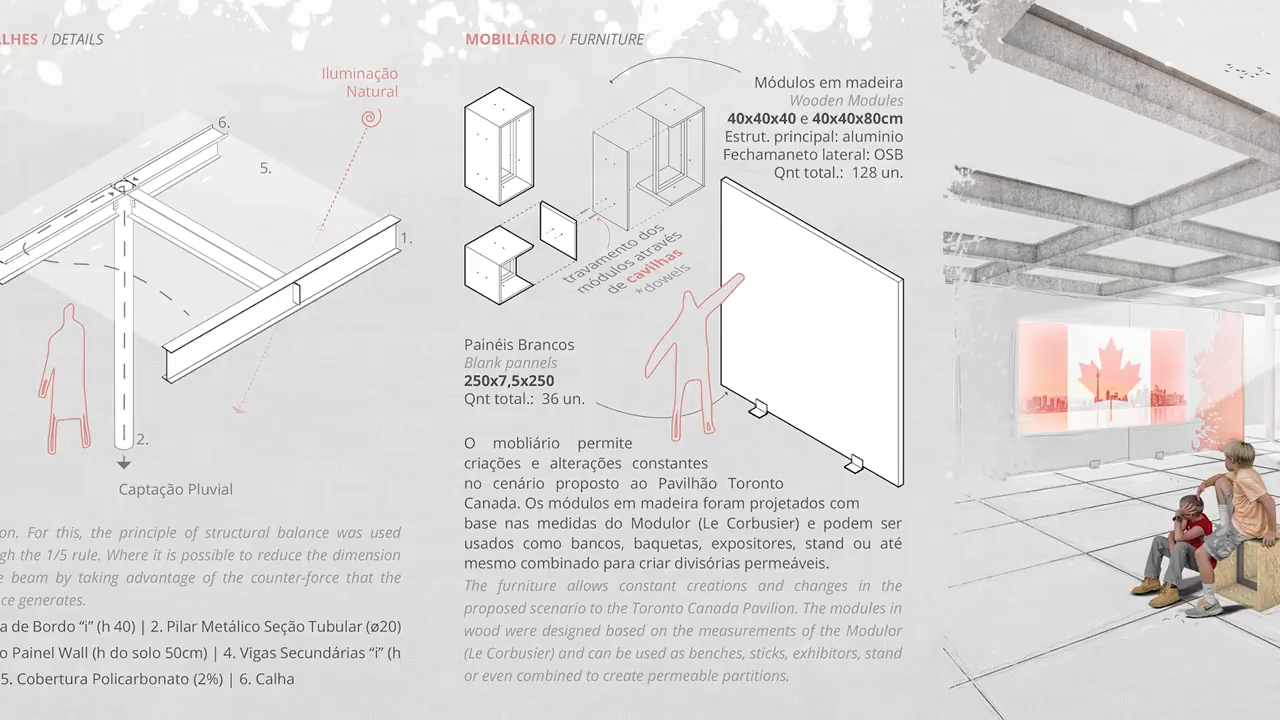 LHES / DETAILS
Iluminação
Natural
6.
5.
1.
2.
Captação Pluvial
on. For this, the principle of structural balance was used
gh the 1/5 rule. Where it is possible to reduce the dimension
e beam by taking advantage of the counter-force that the
ce generates.
a de Bordo “i” (h 40) | 2. Pilar Metálico Seção Tubular (ø20)
o Painel Wall (h do solo 50cm) | 4. Vigas Secundárias “i” (h
5. Cobertura Policarbonato (2%) | 6. Calha
MOBILIÁRIO / FURNITURE
Módulos em madeira
Wooden Modules
40x40x40 e 40x40x80cm
Estrut. principal: aluminio
Fechamaneto lateral: OSB
Qnt total.: 128 un.
travamento dos
módulos através
de cavilhas
*dowels
Painéis Brancos
Blank pannels
250x7,5x250
Qnt total.: 36 un.
O mobliário permite
criações e alterações constantes
no cenário proposto ao Pavilhão Toronto
Canada. Os módulos em madeira foram projetados com
base nas medidas do Modulor (Le Corbusier) e podem ser
usados como bancos, baquetas, expositores, stand ou até
mesmo combinado para criar divisórias permeáveis.
The furniture allows constant creations and changes in the
proposed scenario to the Toronto Canada Pavilion. The modules in
wood were designed based on the measurements of the Modulor
(Le Corbusier) and can be used as benches, sticks, exhibitors, stand
or even combined to create permeable partitions.